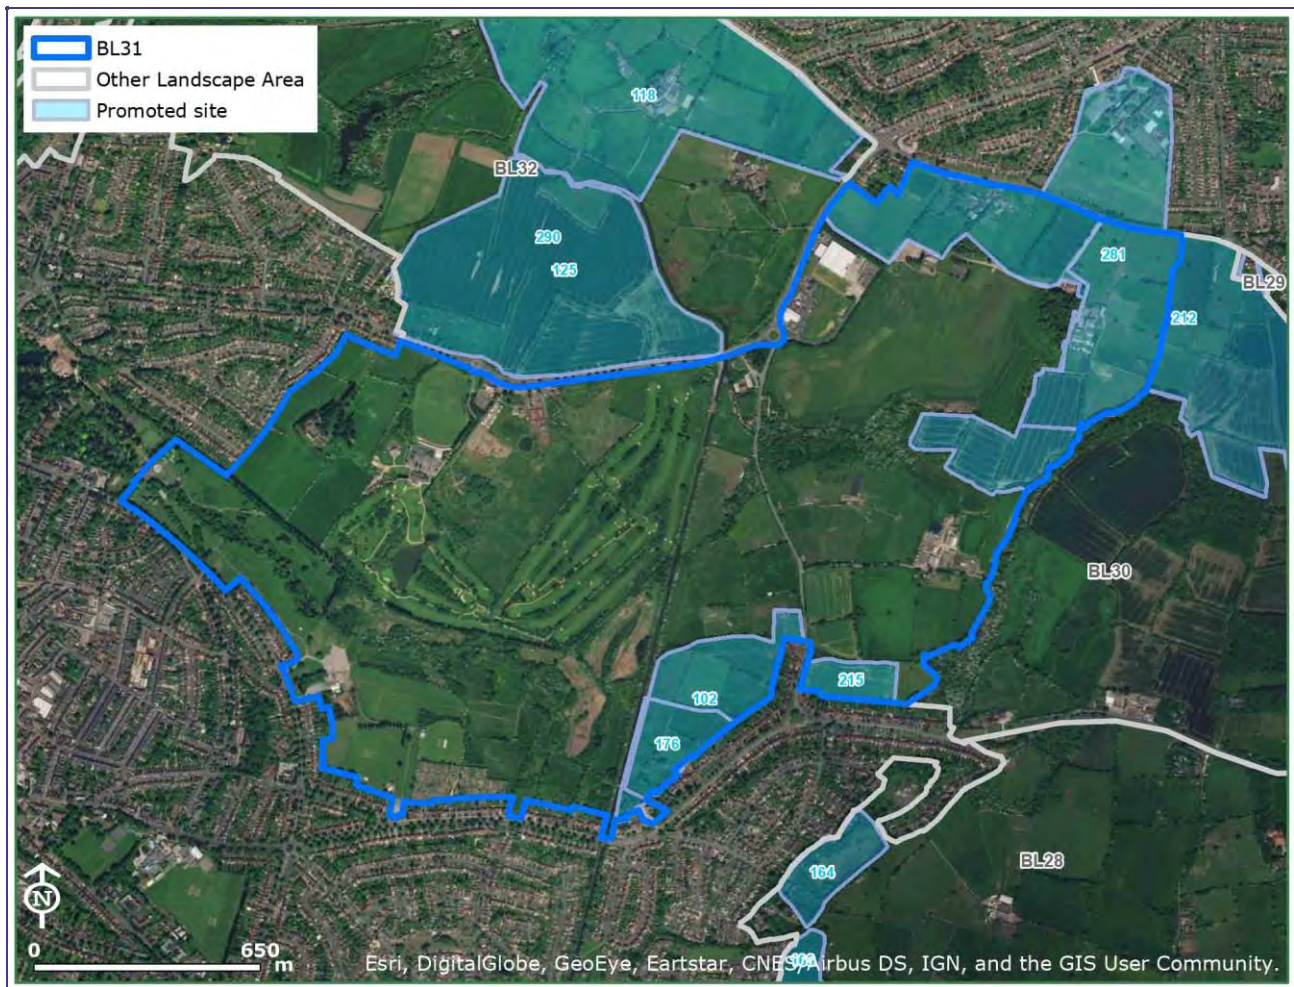 BL31
Other Landscape Area
Promoted site
118
BL32
290
125
281
BL29
212
BL30
215
102
176
BL28
164
N
0 650
m
Esri, DigitalGlobe, GeoEye, Eartstar, CNES/Airbus DS, IGN, and the GIS User Community.